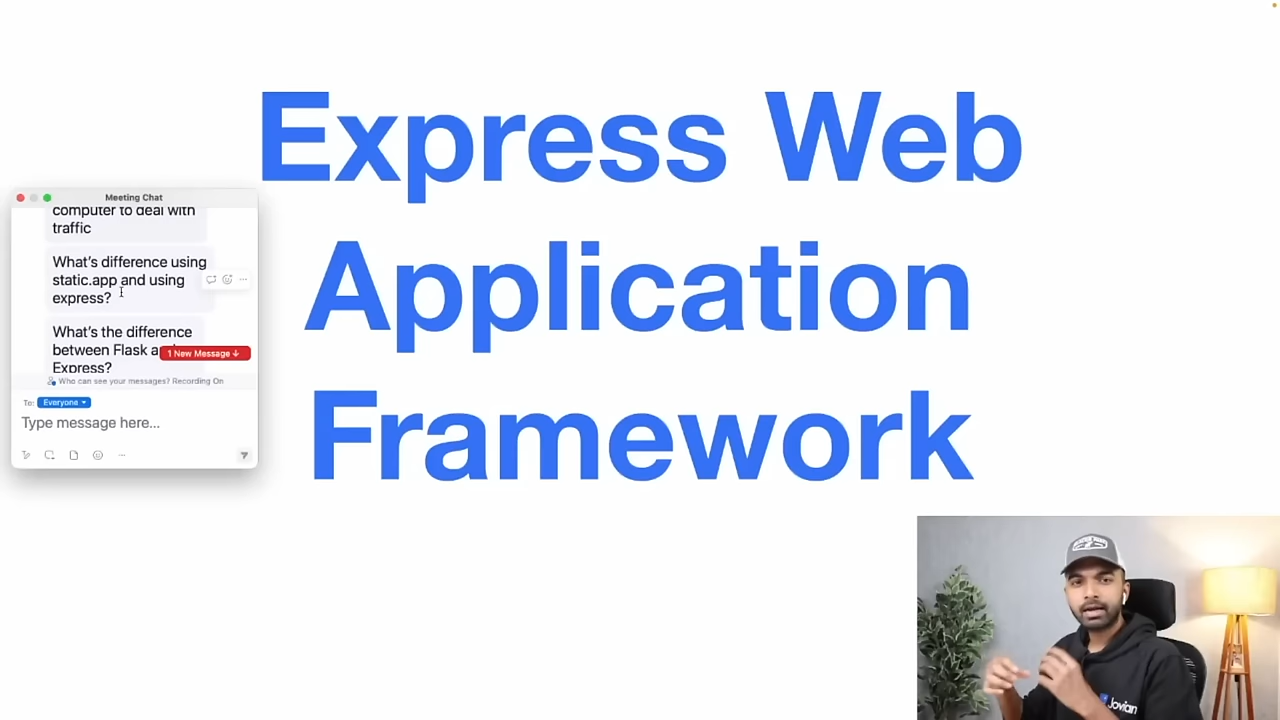 Express Web
Application
Framework
Meeting Chat
computer to deal with
traffic
What's difference using
static.app and using
express?
What's the difference
between Flask
Express?
1 New Message ↓
Who can see your messages? Recording On
To: Everyone
Type message here...
Jovian